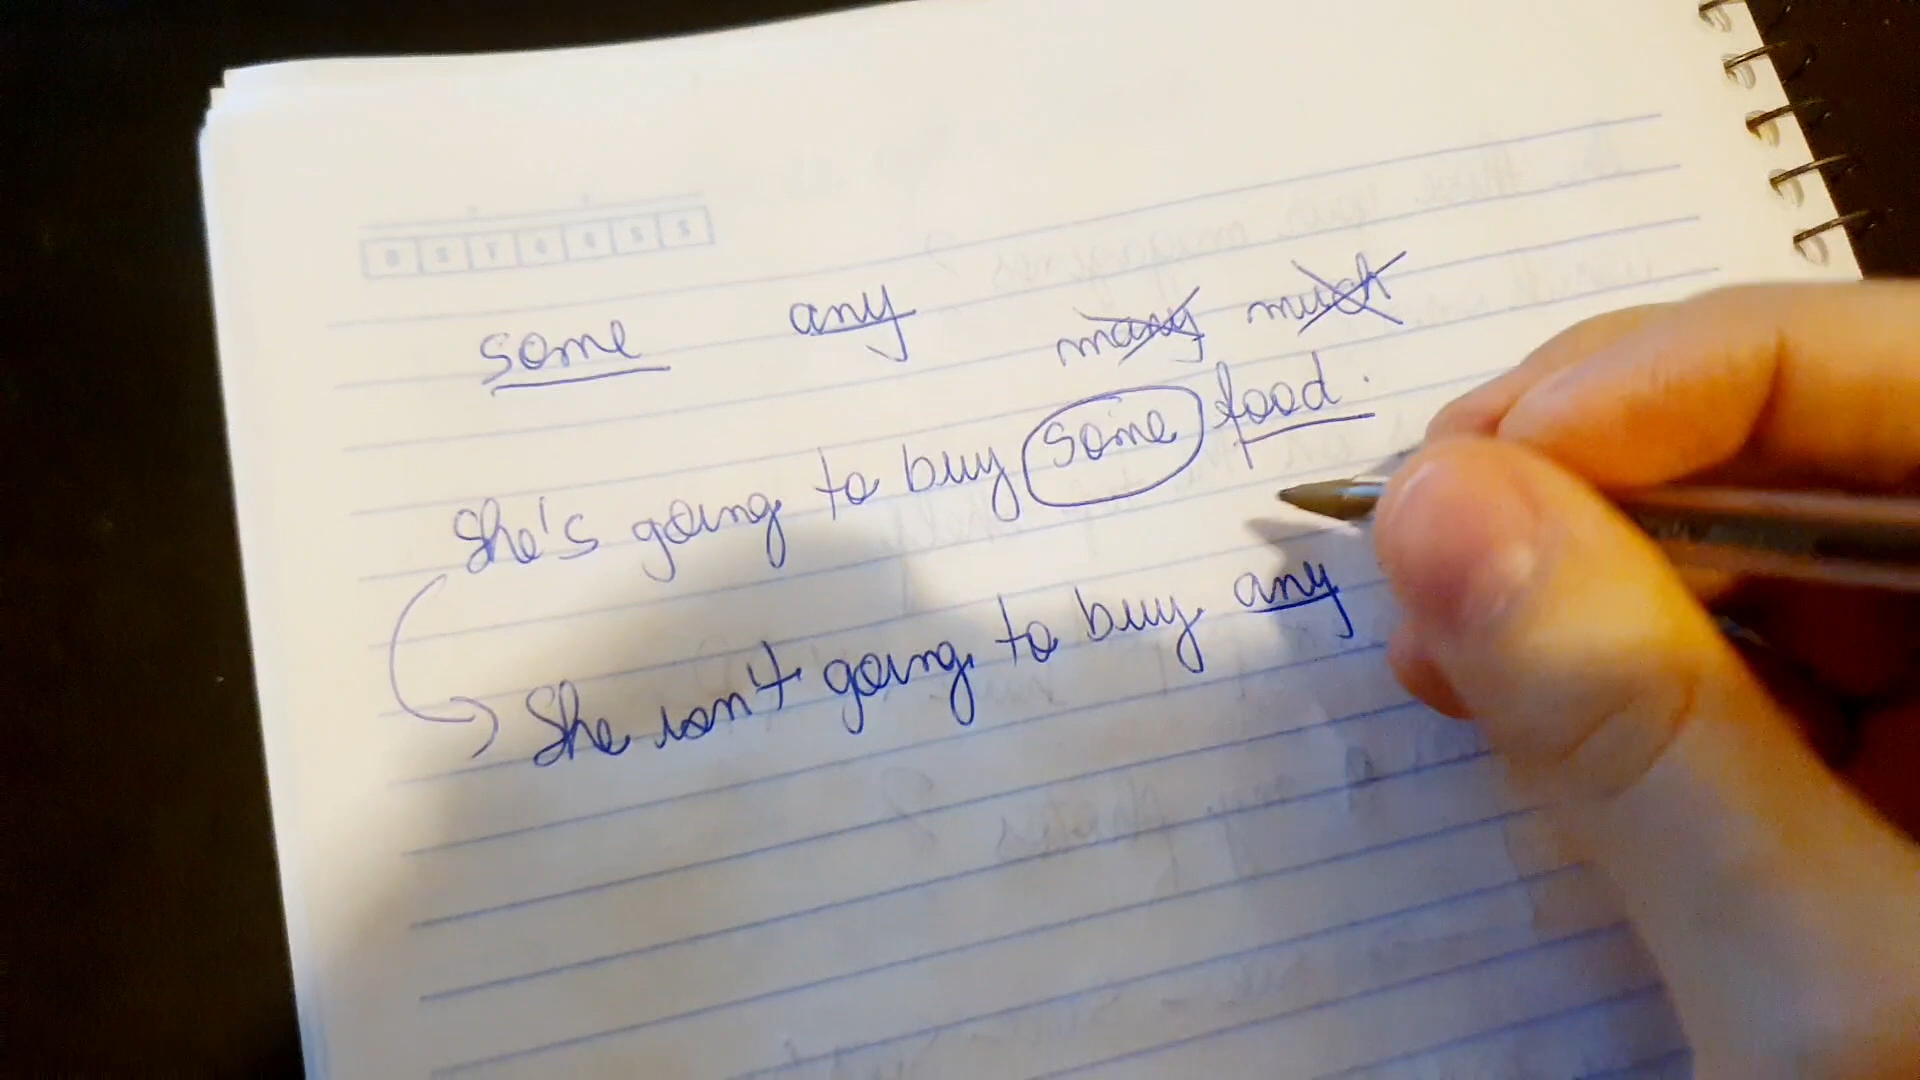 some any many much
She's going to buy some food.
She isn't going to buy any